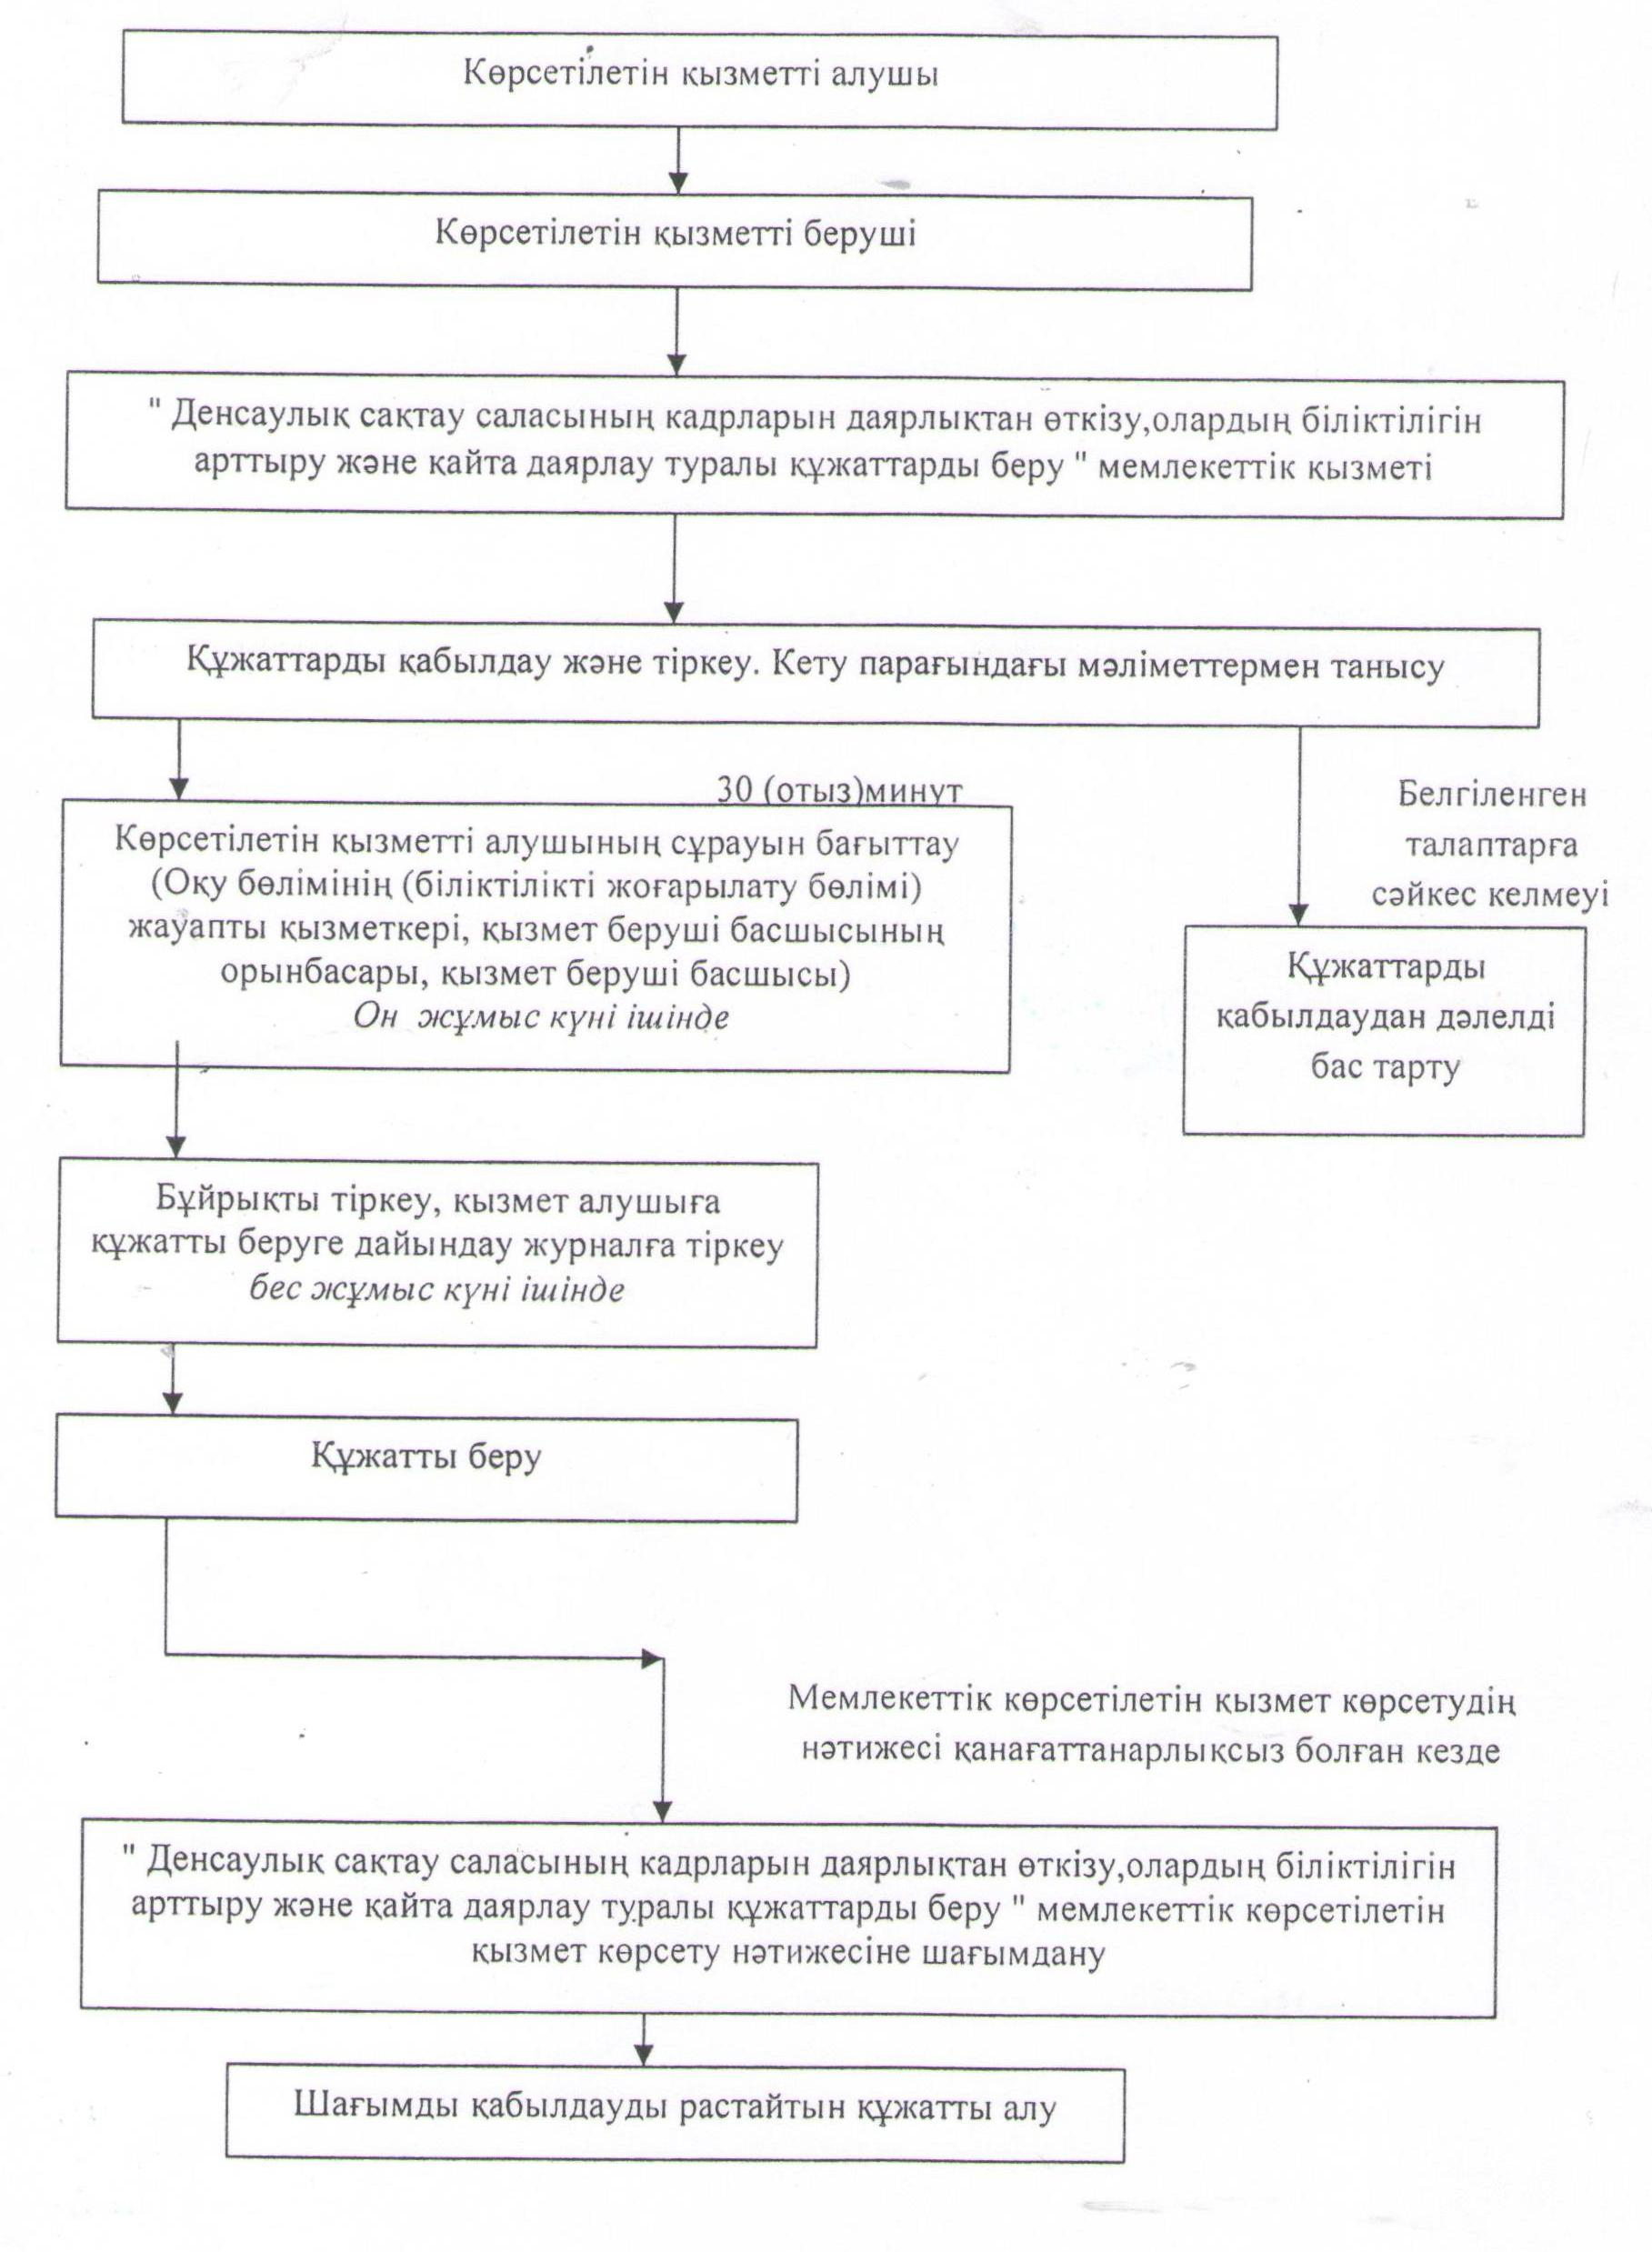 Көрсетілетін қызметті алушы
Көрсетілетін қызметті беруші
" Денсаулық сақтау саласының кадрларын даярлықтан өткізу,олардың біліктілігін
арттыру және қайта даярлау туралы құжаттарды беру " мемлекеттік қызметі
Құжаттарды қабылдау және тіркеу. Кету парағындағы мәліметтермен танысу
30 (отыз)минут
Көрсетілетін қызметті алушының сұрауын бағыттау
(Оқу бөлімінің (біліктілікті жоғарылату бөлімі)
жауапты қызметкері, қызмет беруші басшысының
орынбасары, қызмет беруші басшысы)
Он жұмыс күні ішінде
Белгіленген
талаптарға
сәйкес келмеуі
Құжаттарды
қабылдаудан дәлелді
бас тарту
Бұйрықты тіркеу, қызмет алушыға
құжатты беруге дайындау журналға тіркеу
бес жұмыс күні ішінде
Құжатты беру
Мемлекеттік көрсетілетін қызмет көрсетудің
нәтижесі қанағаттанарлықсыз болған кезде
" Денсаулық сақтау саласының кадрларын даярлықтан өткізу,олардың біліктілігін
арттыру және қайта даярлау туралы құжаттарды беру " мемлекеттік көрсетілетін
қызмет көрсету нәтижесіне шағымдану
Шағымды қабылдауды растайтын құжатты алу